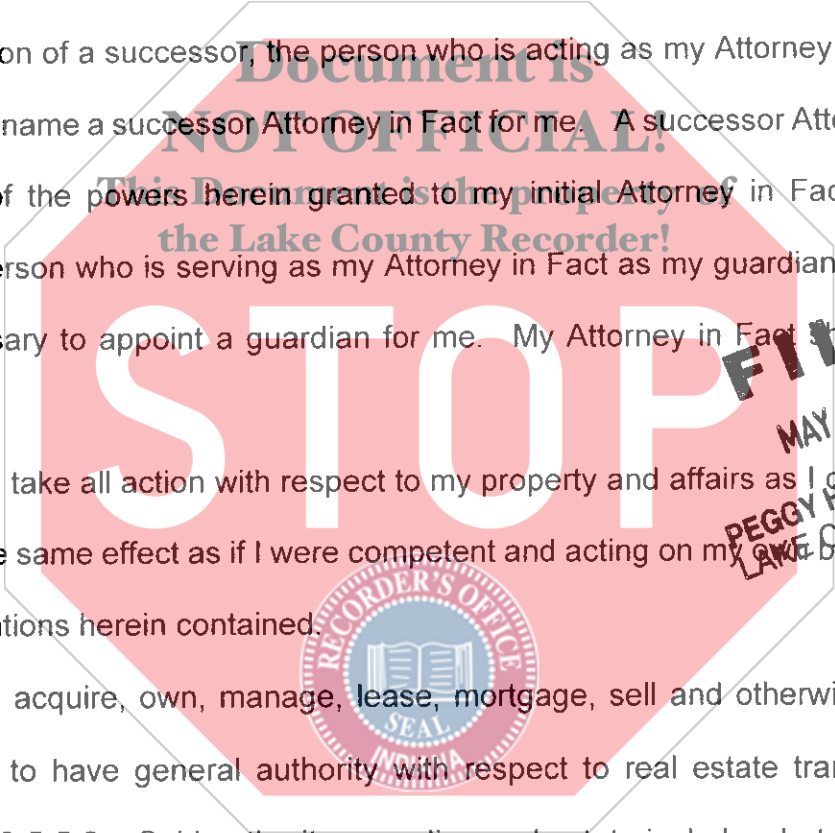 on of a successor, the person who is acting as my Attorney
Document is
name a successor Attorney in Fact for me. A successor Atto
NOT OFFICIAL!
of the powers herein granted to my initial Attorney in Fac
This Document is the property of
the Lake County Recorder!
erson who is serving as my Attorney in Fact as my guardian
sary to appoint a guardian for me. My Attorney in Fact
FIL
STOP
MAY
take all action with respect to my property and affairs as I
PEGGY H
e same effect as if I were competent and acting on my own b
LAKE C
tions herein contained.
RECORDER'S OFFICE
acquire, own, manage, lease, mortgage, sell and otherwi
SEAL
INDIANA
to have general authority with respect to real estate tran